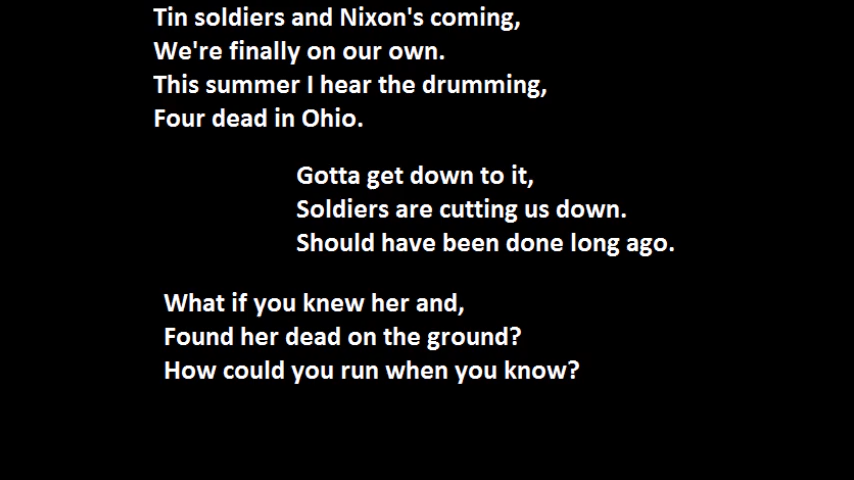 Tin soldiers and Nixon's coming,
We're finally on our own.
This summer I hear the drumming,
Four dead in Ohio.
Gotta get down to it,
Soldiers are cutting us down.
Should have been done long ago.
What if you knew her and,
Found her dead on the ground?
How could you run when you know?